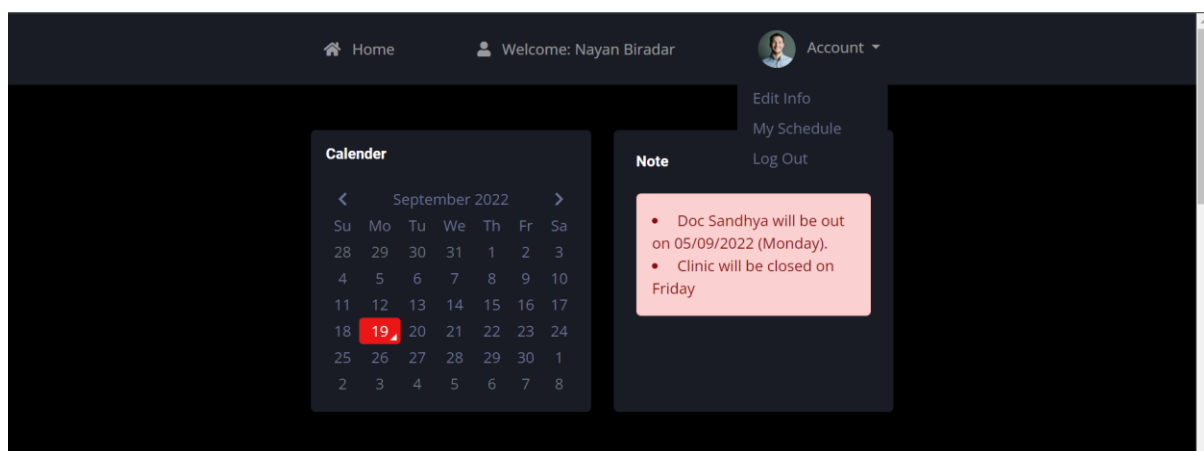 Home Welcome: Nayan Biradar Account
Edit Info
My Schedule
Log Out
Calender
September 2022
Su Mo Tu We Th Fr Sa
28 29 30 31 1 2 3
4 5 6 7 8 9 10
11 12 13 14 15 16 17
18 19 20 21 22 23 24
25 26 27 28 29 30 1
2 3 4 5 6 7 8
Note
• Doc Sandhya will be out
on 05/09/2022 (Monday).
• Clinic will be closed on
Friday